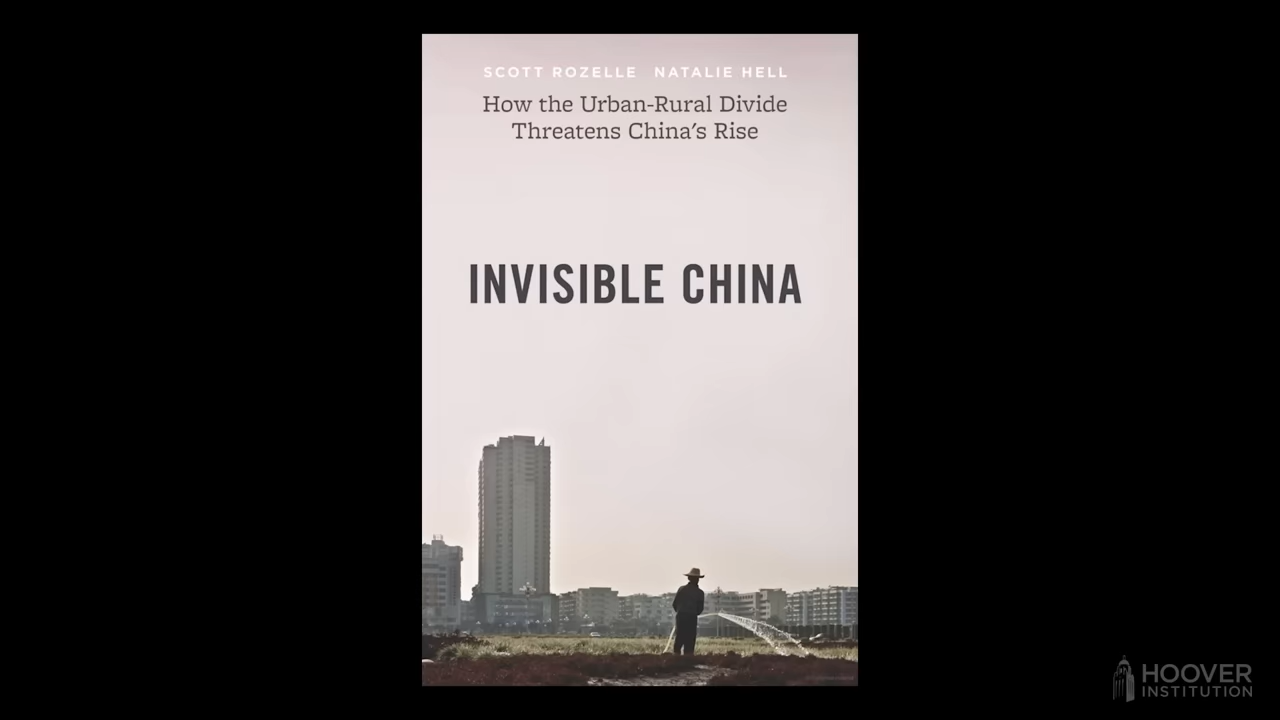 SCOTT ROZELLE NATALIE HELL
How the Urban-Rural Divide
Threatens China's Rise
INVISIBLE CHINA
HOOVER
INSTITUTION